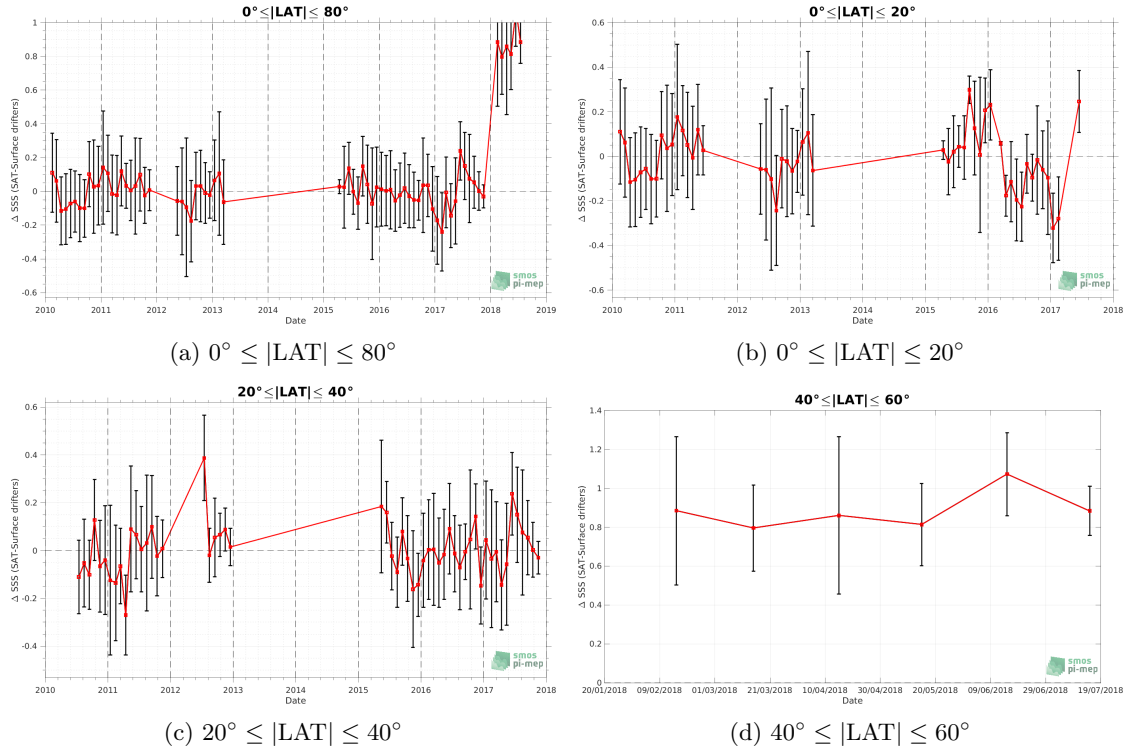 0°≤|LAT|≤ 80°
Δ SSS (SAT-Surface drifters)
1
0.8
0.6
0.4
0.2
0
-0.2
-0.4
-0.6
2010 2011 2012 2013 2014 2015 2016 2017 2018 2019
Date
smos
pi-mep
(a) 0° ≤ |LAT| ≤ 80°
0°≤|LAT|≤ 20°
Δ SSS (SAT-Surface drifters)
0.6
0.4
0.2
0
-0.2
-0.4
-0.6
2010 2011 2012 2013 2014 2015 2016 2017 2018
Date
smos
pi-mep
(b) 0° ≤ |LAT| ≤ 20°
20°≤|LAT|≤ 40°
Δ SSS (SAT-Surface drifters)
0.6
0.4
0.2
0
-0.2
-0.4
2010 2011 2012 2013 2014 2015 2016 2017 2018
Date
smos
pi-mep
(c) 20° ≤ |LAT| ≤ 40°
40°≤|LAT|≤ 60°
Δ SSS (SAT-Surface drifters)
1.4
1.2
1
0.8
0.6
0.4
0.2
0
20/01/2018 09/02/2018 01/03/2018 21/03/2018 10/04/2018 30/04/2018 20/05/2018 09/06/2018 29/06/2018 19/07/2018
Date
smos
pi-mep
(d) 40° ≤ |LAT| ≤ 60°